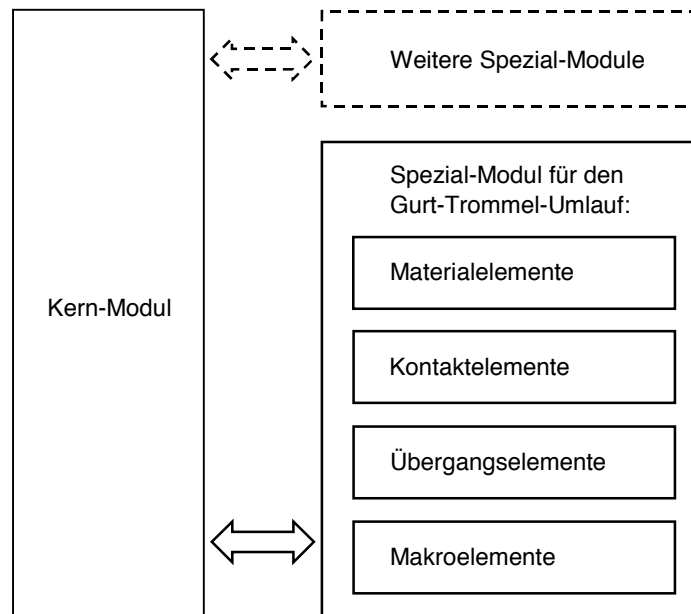 Kern-Modul
Weitere Spezial-Module
Spezial-Modul für den
Gurt-Trommel-Umlauf:
Materialelemente
Kontaktelemente
Übergangselemente
Makroelemente